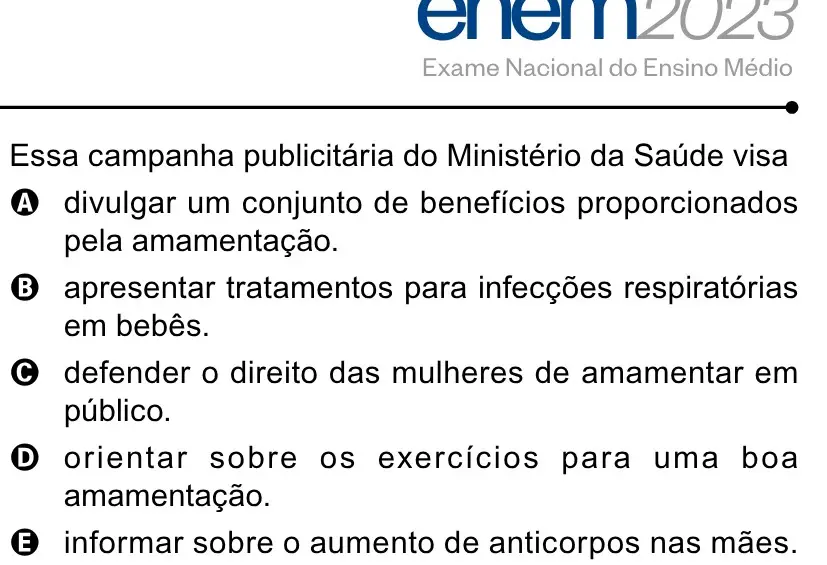 enem2023
Exame Nacional do Ensino Médio
Essa campanha publicitária do Ministério da Saúde visa
A divulgar um conjunto de benefícios proporcionados
pela amamentação.
B apresentar tratamentos para infecções respiratórias
em bebês.
C defender o direito das mulheres de amamentar em
público.
D orientar sobre os exercícios para uma boa
amamentação.
E informar sobre o aumento de anticorpos nas mães.